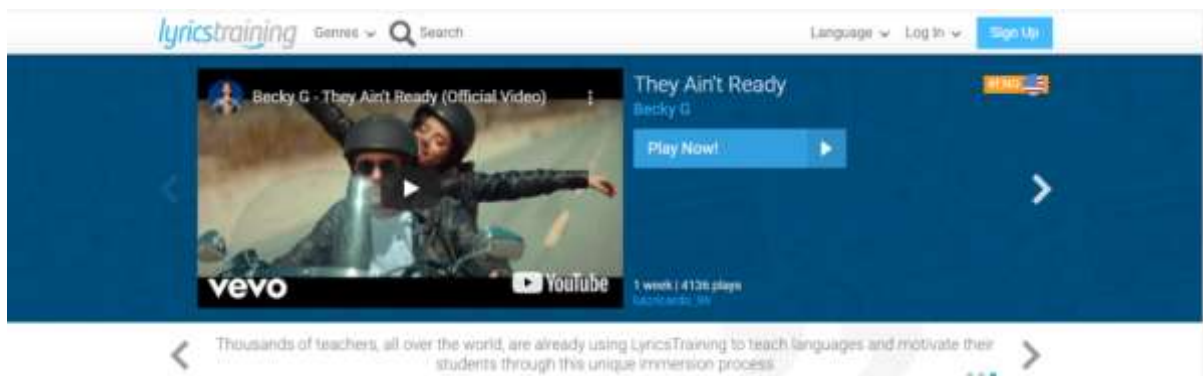 lyricstraining Genres Search Language Log In Sign Up
Becky G - They Ain't Ready (Official Video)
They Ain't Ready
Becky G
Play Now!
vevo
YouTube
1 week | 4136 plays
Thousands of teachers, all over the world, are already using LyricsTraining to teach languages and motivate their
students through this unique immersion process